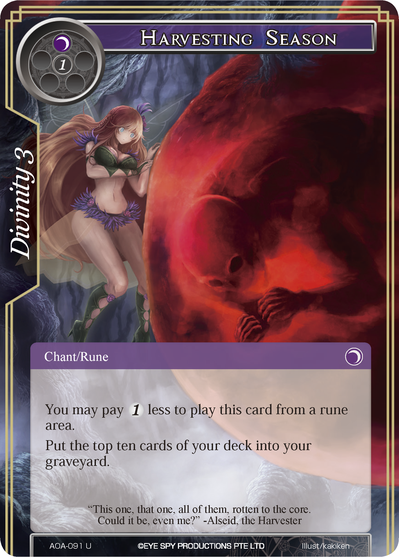 HARVESTING SEASON
1
Divinity 3
Chant/Rune
You may pay 1 less to play this card from a rune
area.
Put the top ten cards of your deck into your
graveyard.
“This one, that one, all of them, rotten to the core.
Could it be, even me?” -Alseid, the Harvester
AOA-091 U
©EYE SPY PRODUCTIONS PTE LTD
Illust/kakiken